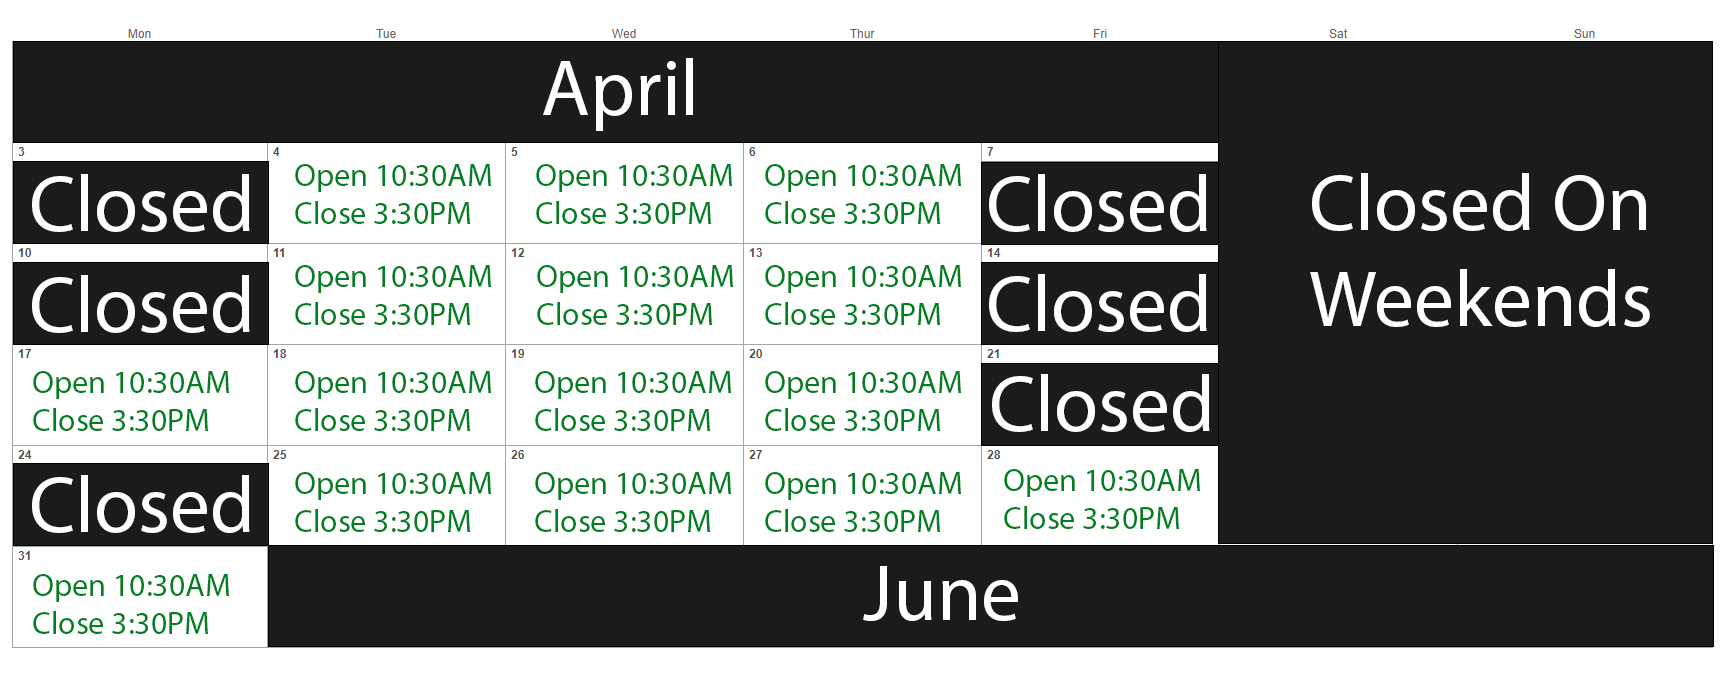 Mon Tue Wed Thur Fri Sat Sun
April
Closed On
Weekends
3 4 5 6 7
Closed Open 10:30AM Open 10:30AM Open 10:30AM Closed
Close 3:30PM Close 3:30PM Close 3:30PM
10 11 12 13 14
Closed Open 10:30AM Open 10:30AM Open 10:30AM Closed
Close 3:30PM Close 3:30PM Close 3:30PM
17 18 19 20 21
Open 10:30AM Open 10:30AM Open 10:30AM Open 10:30AM Closed
Close 3:30PM Close 3:30PM Close 3:30PM Close 3:30PM
24 25 26 27 28
Closed Open 10:30AM Open 10:30AM Open 10:30AM Open 10:30AM
Close 3:30PM Close 3:30PM Close 3:30PM Close 3:30PM
31
Open 10:30AM
Close 3:30PM
June